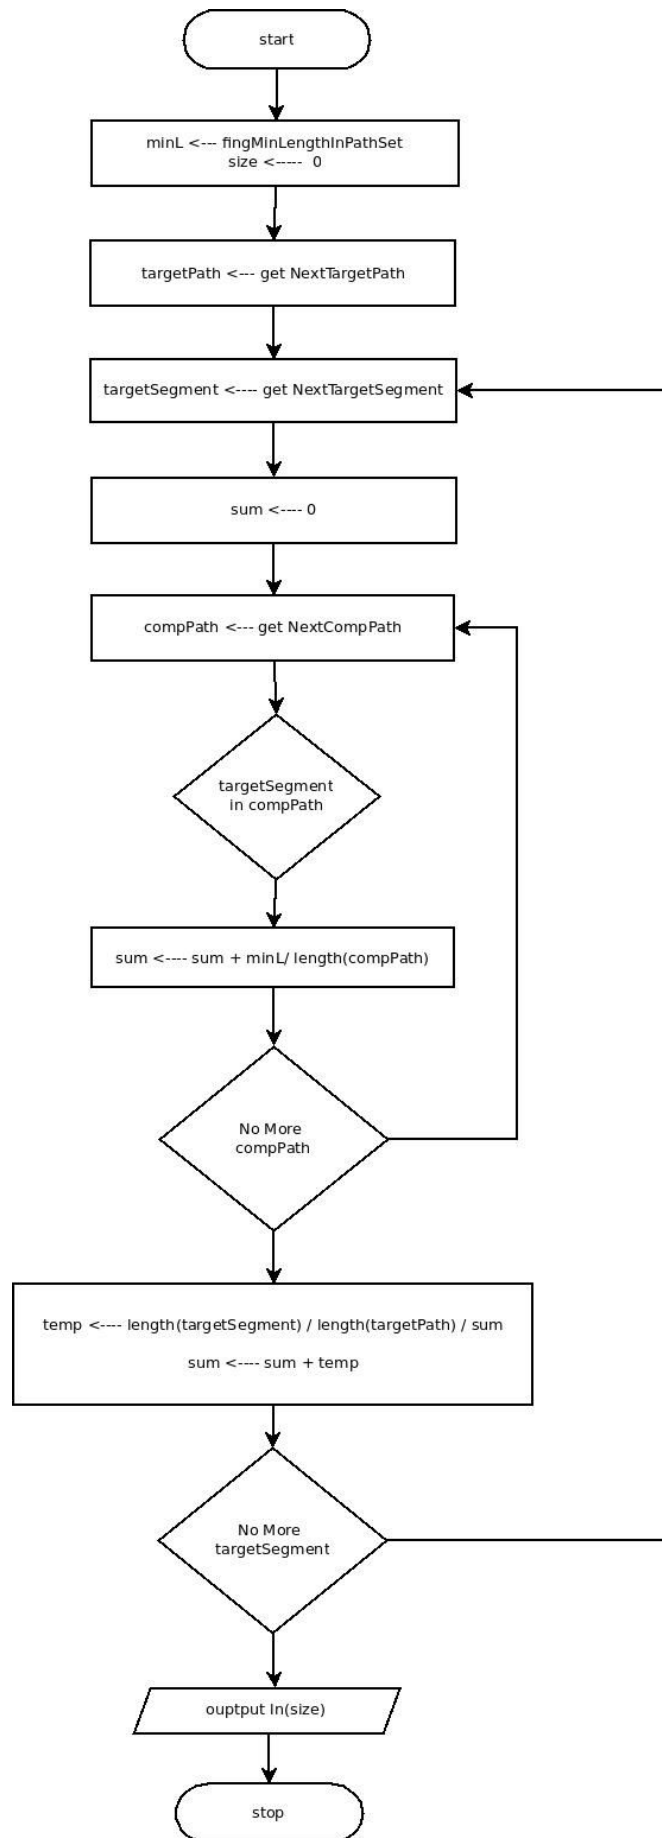 start
minL <--- fingMinLengthInPathSet
size <----- 0
targetPath <--- get NextTargetPath
targetSegment <---- get NextTargetSegment
sum <---- 0
compPath <--- get NextCompPath
targetSegment
in compPath
sum <---- sum + minL/ length(compPath)
No More
compPath
temp <---- length(targetSegment) / length(targetPath) / sum
sum <---- sum + temp
No More
targetSegment
ouptput ln(size)
stop